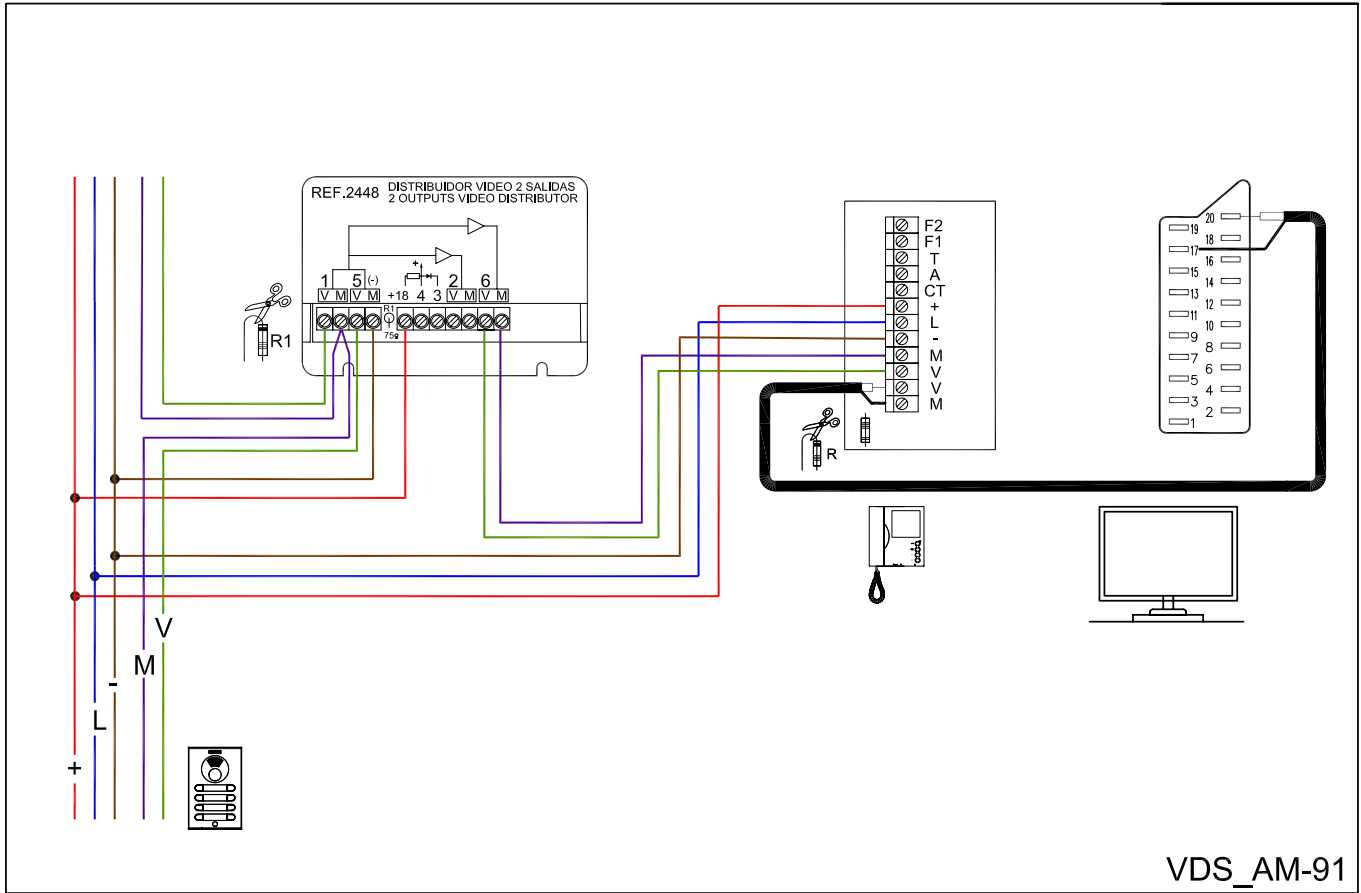 REF.2448
DISTRIBUIDOR VIDEO 2 SALIDAS
2 OUTPUTS VIDEO DISTRIBUTOR
+
1 5 (-) 2 6
V M V M +18 4 3 V M V M
R1
75Ω
R1
F2
F1
T
A
CT
+
L
-
M
V
V
M
R
20
19
18
17
16
15
14
13
12
11
10
9
8
7
6
5
4
3
2
1
V
M
-
L
+
VDS_AM-91